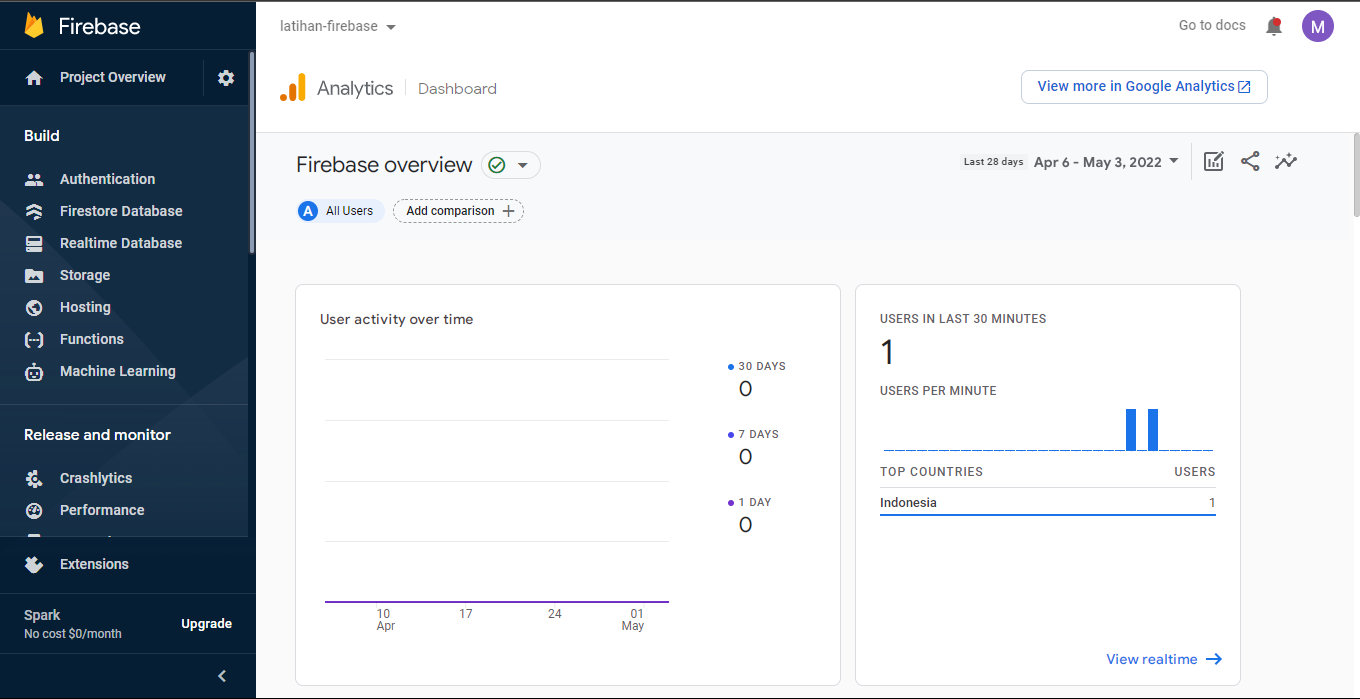 Firebase
Project Overview
Build
Authentication
Firestore Database
Realtime Database
Storage
Hosting
Functions
Machine Learning
Release and monitor
Crashlytics
Performance
Extensions
Spark
No cost $0/month
Upgrade
latihan-firebase
Go to docs
M
Analytics
Dashboard
View more in Google Analytics
Firebase overview
Last 28 days Apr 6 - May 3, 2022
A All Users
Add comparison
User activity over time
30 DAYS
0
7 DAYS
0
1 DAY
0
10 17 24 01
Apr May
USERS IN LAST 30 MINUTES
1
USERS PER MINUTE
TOP COUNTRIES USERS
Indonesia 1
View realtime